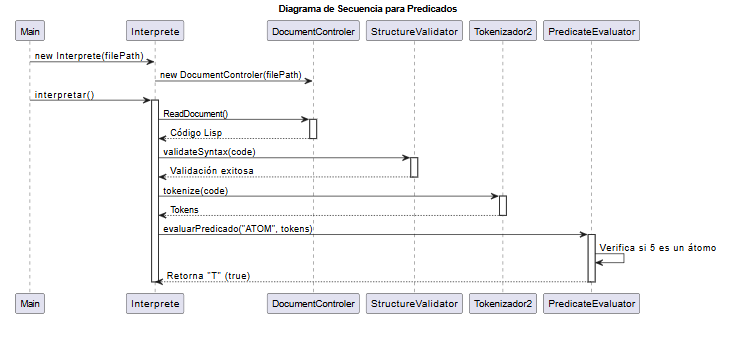 Diagrama de Secuencia para Predicados
Main Interprete DocumentControler StructureValidator Tokenizador2 PredicateEvaluator
new Interprete(filePath)
new DocumentControler(filePath)
interpretar()
ReadDocument()
Código Lisp
validateSyntax(code)
Validación exitosa
tokenize(code)
Tokens
evaluarPredicado("ATOM", tokens)
Verifica si 5 es un átomo
Retorna "T" (true)
Main Interprete DocumentControler StructureValidator Tokenizador2 PredicateEvaluator